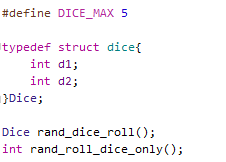 #define DICE_MAX 5
typedef struct dice{
    int d1;
    int d2;
}Dice;
Dice rand_dice_roll();
int rand_roll_dice_only();